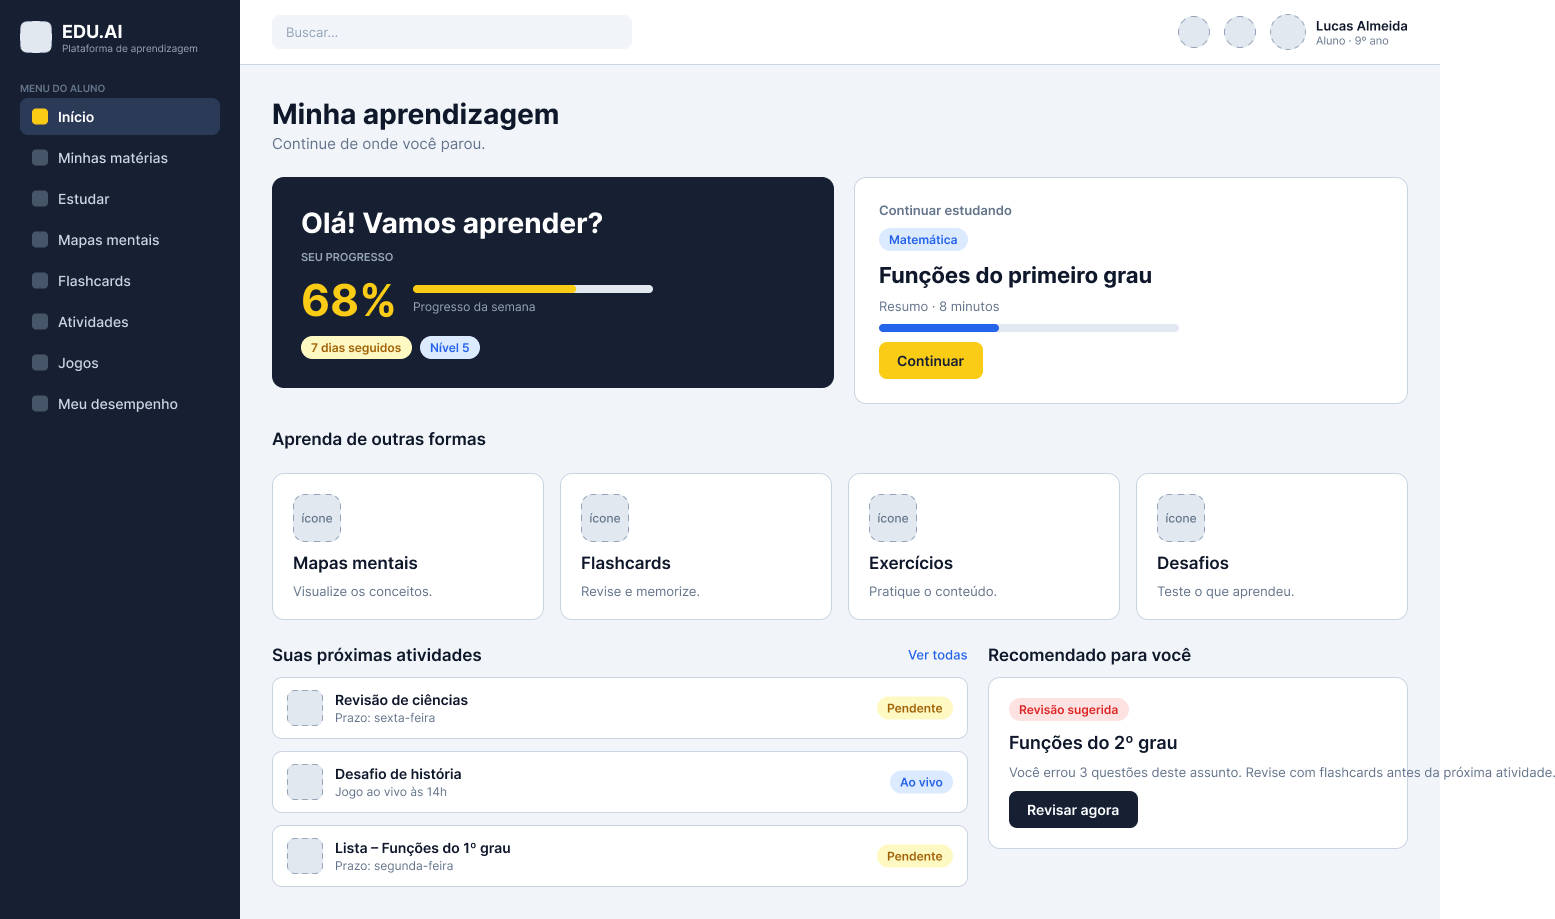 EDU.AI
Plataforma de aprendizagem
MENU DO ALUNO
Início
Minhas matérias
Estudar
Mapas mentais
Flashcards
Atividades
Jogos
Meu desempenho
Buscar...
Lucas Almeida
Aluno · 9º ano
Minha aprendizagem
Continue de onde você parou.
Olá! Vamos aprender?
SEU PROGRESSO
68%
Progresso da semana
7 dias seguidos
Nível 5
Continuar estudando
Matemática
Funções do primeiro grau
Resumo · 8 minutos
Continuar
Aprenda de outras formas
ícone
Mapas mentais
Visualize os conceitos.
ícone
Flashcards
Revise e memorize.
ícone
Exercícios
Pratique o conteúdo.
ícone
Desafios
Teste o que aprendeu.
Suas próximas atividades
Ver todas
Revisão de ciências
Prazo: sexta-feira
Pendente
Desafio de história
Jogo ao vivo às 14h
Ao vivo
Lista – Funções do 1º grau
Prazo: segunda-feira
Pendente
Recomendado para você
Revisão sugerida
Funções do 2º grau
Você errou 3 questões deste assunto. Revise com flashcards antes da próxima atividade.
Revisar agora